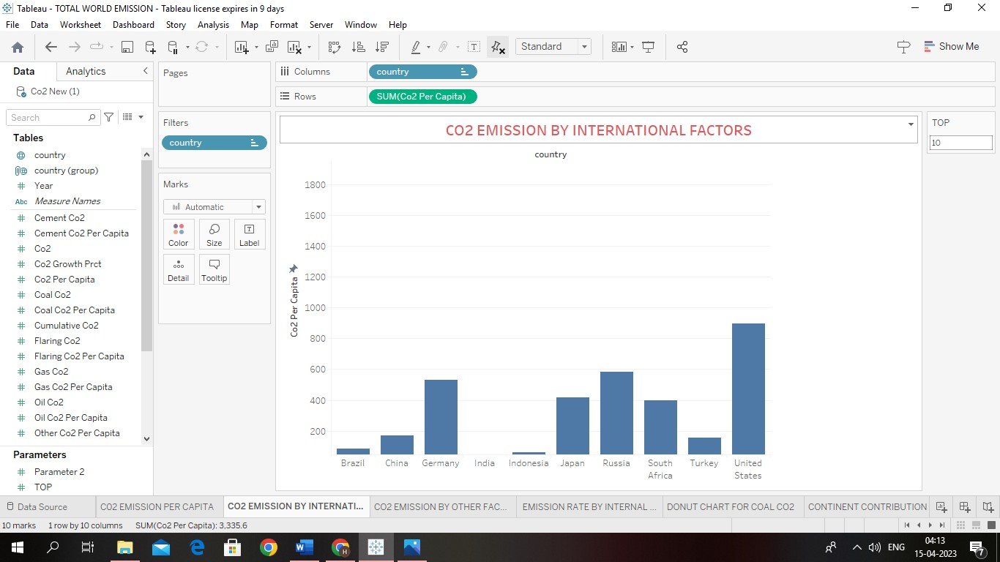 Tableau - TOTAL WORLD EMISSION - Tableau license expires in 9 days
File Data Worksheet Dashboard Story Analysis Map Format Server Window Help
Standard
Show Me
Data Analytics
Co2 New (1)
Search
Tables
country
country (group)
Year
Abc Measure Names
Cement Co2
Cement Co2 Per Capita
Co2
Co2 Growth Prct
Co2 Per Capita
Coal Co2
Coal Co2 Per Capita
Cumulative Co2
Flaring Co2
Flaring Co2 Per Capita
Gas Co2
Gas Co2 Per Capita
Oil Co2
Oil Co2 Per Capita
Other Co2 Per Capita
Parameters
Parameter 2
TOP
Pages
Filters
country
Marks
Automatic
Color Size Label
Detail Tooltip
Columns country
Rows SUM(Co2 Per Capita)
CO2 EMISSION BY INTERNATIONAL FACTORS
country
1800
1600
1400
1200
1000
800
600
400
200
Co2 Per Capita
Brazil China Germany India Indonesia Japan Russia South Africa Turkey United States
TOP
10
Data Source CO2 EMISSION PER CAPITA CO2 EMISSION BY INTERNATI... CO2 EMISSION BY OTHER FAC... EMISSION RATE BY INTERNAL ... DONUT CHART FOR COAL CO2 CONTINENT CONTRIBUTION
10 marks 1 row by 10 columns SUM(Co2 Per Capita): 3,335.6
ENG
04:13
15-04-2023
7